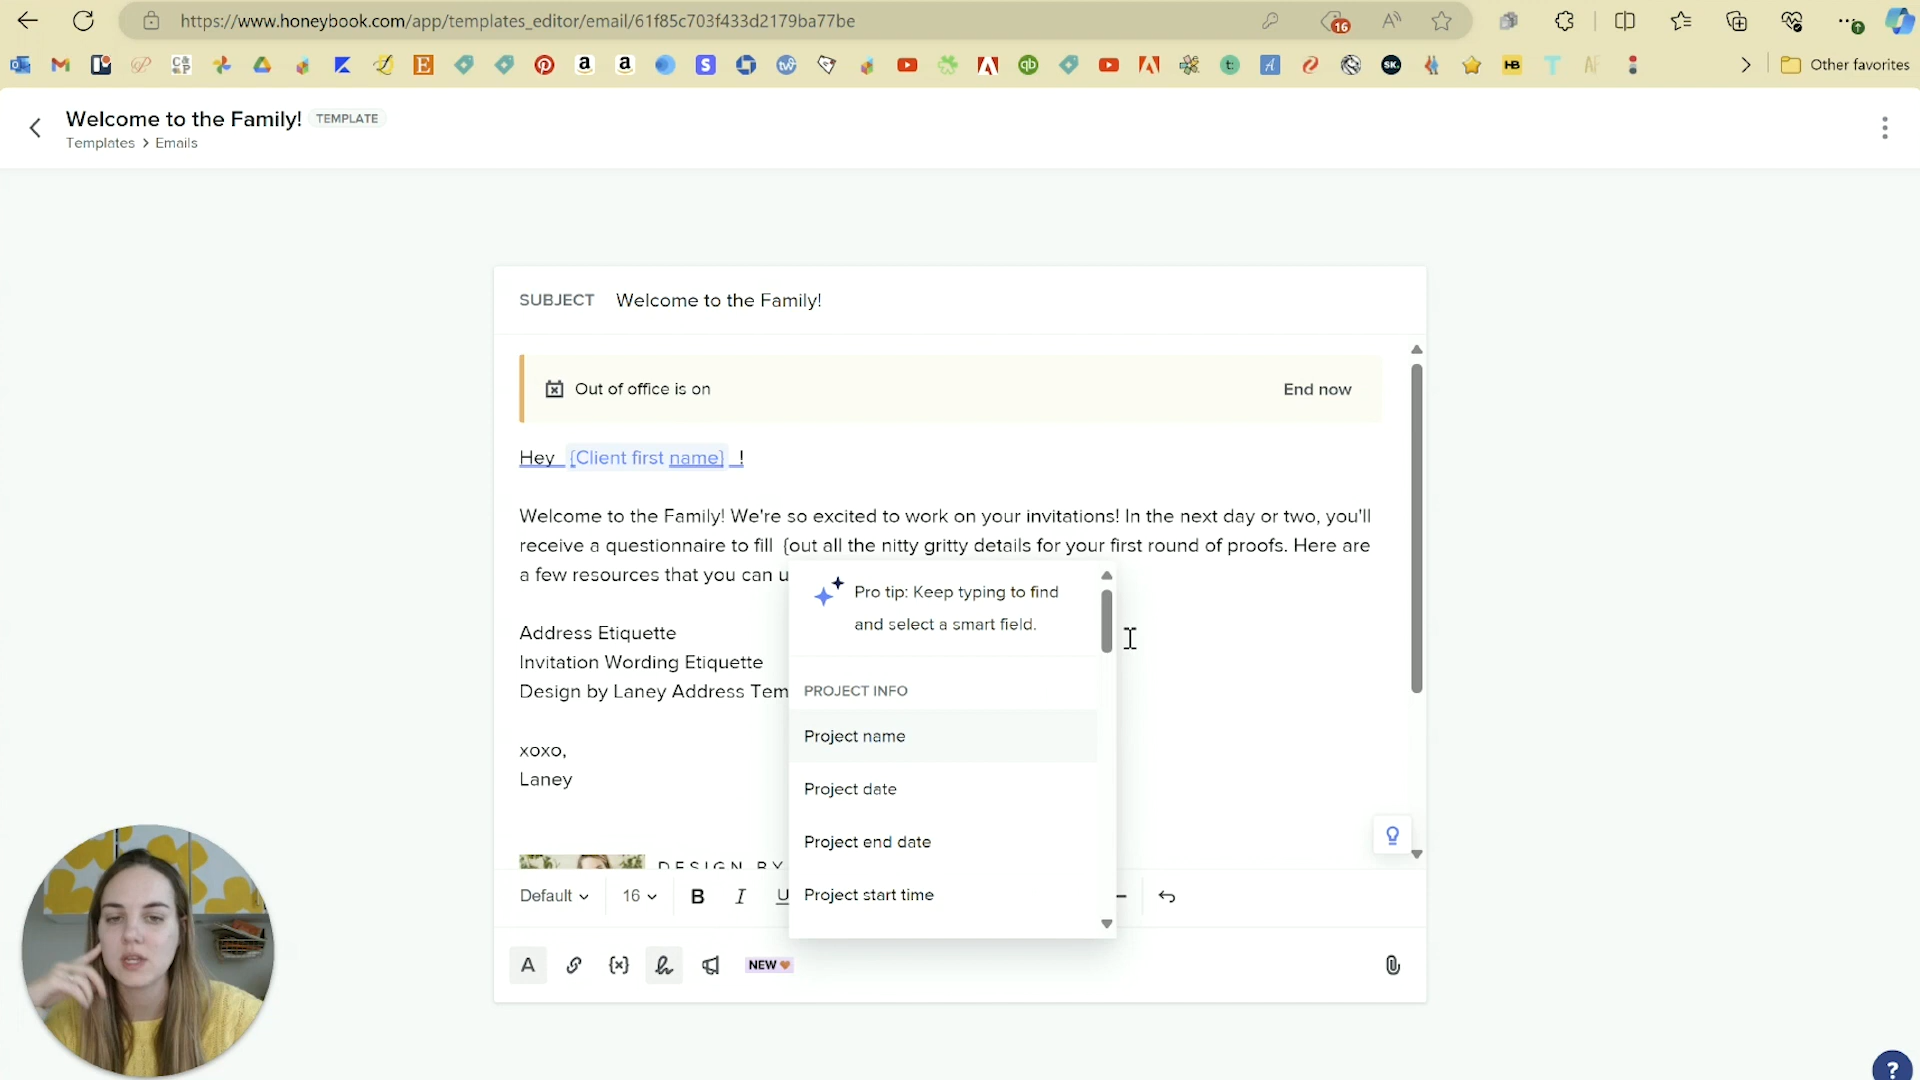 https://www.honeybook.com/app/templates_editor/email/61f85c703f433d2179ba77be
16
Other favorites
Welcome to the Family! TEMPLATE
Templates > Emails
SUBJECT Welcome to the Family!
Out of office is on End now
Hey {Client first name} !
Welcome to the Family! We're so excited to work on your invitations! In the next day or two, you'll
receive a questionnaire to fill {out all the nitty gritty details for your first round of proofs. Here are
a few resources that you can u
Pro tip: Keep typing to find
and select a smart field.
Address Etiquette
Invitation Wording Etiquette
Design by Laney Address Tem
PROJECT INFO
Project name
Project date
Project end date
Project start time
xoxo,
Laney
DESIGN BY
Default 16 B I U
A {x} NEW
?